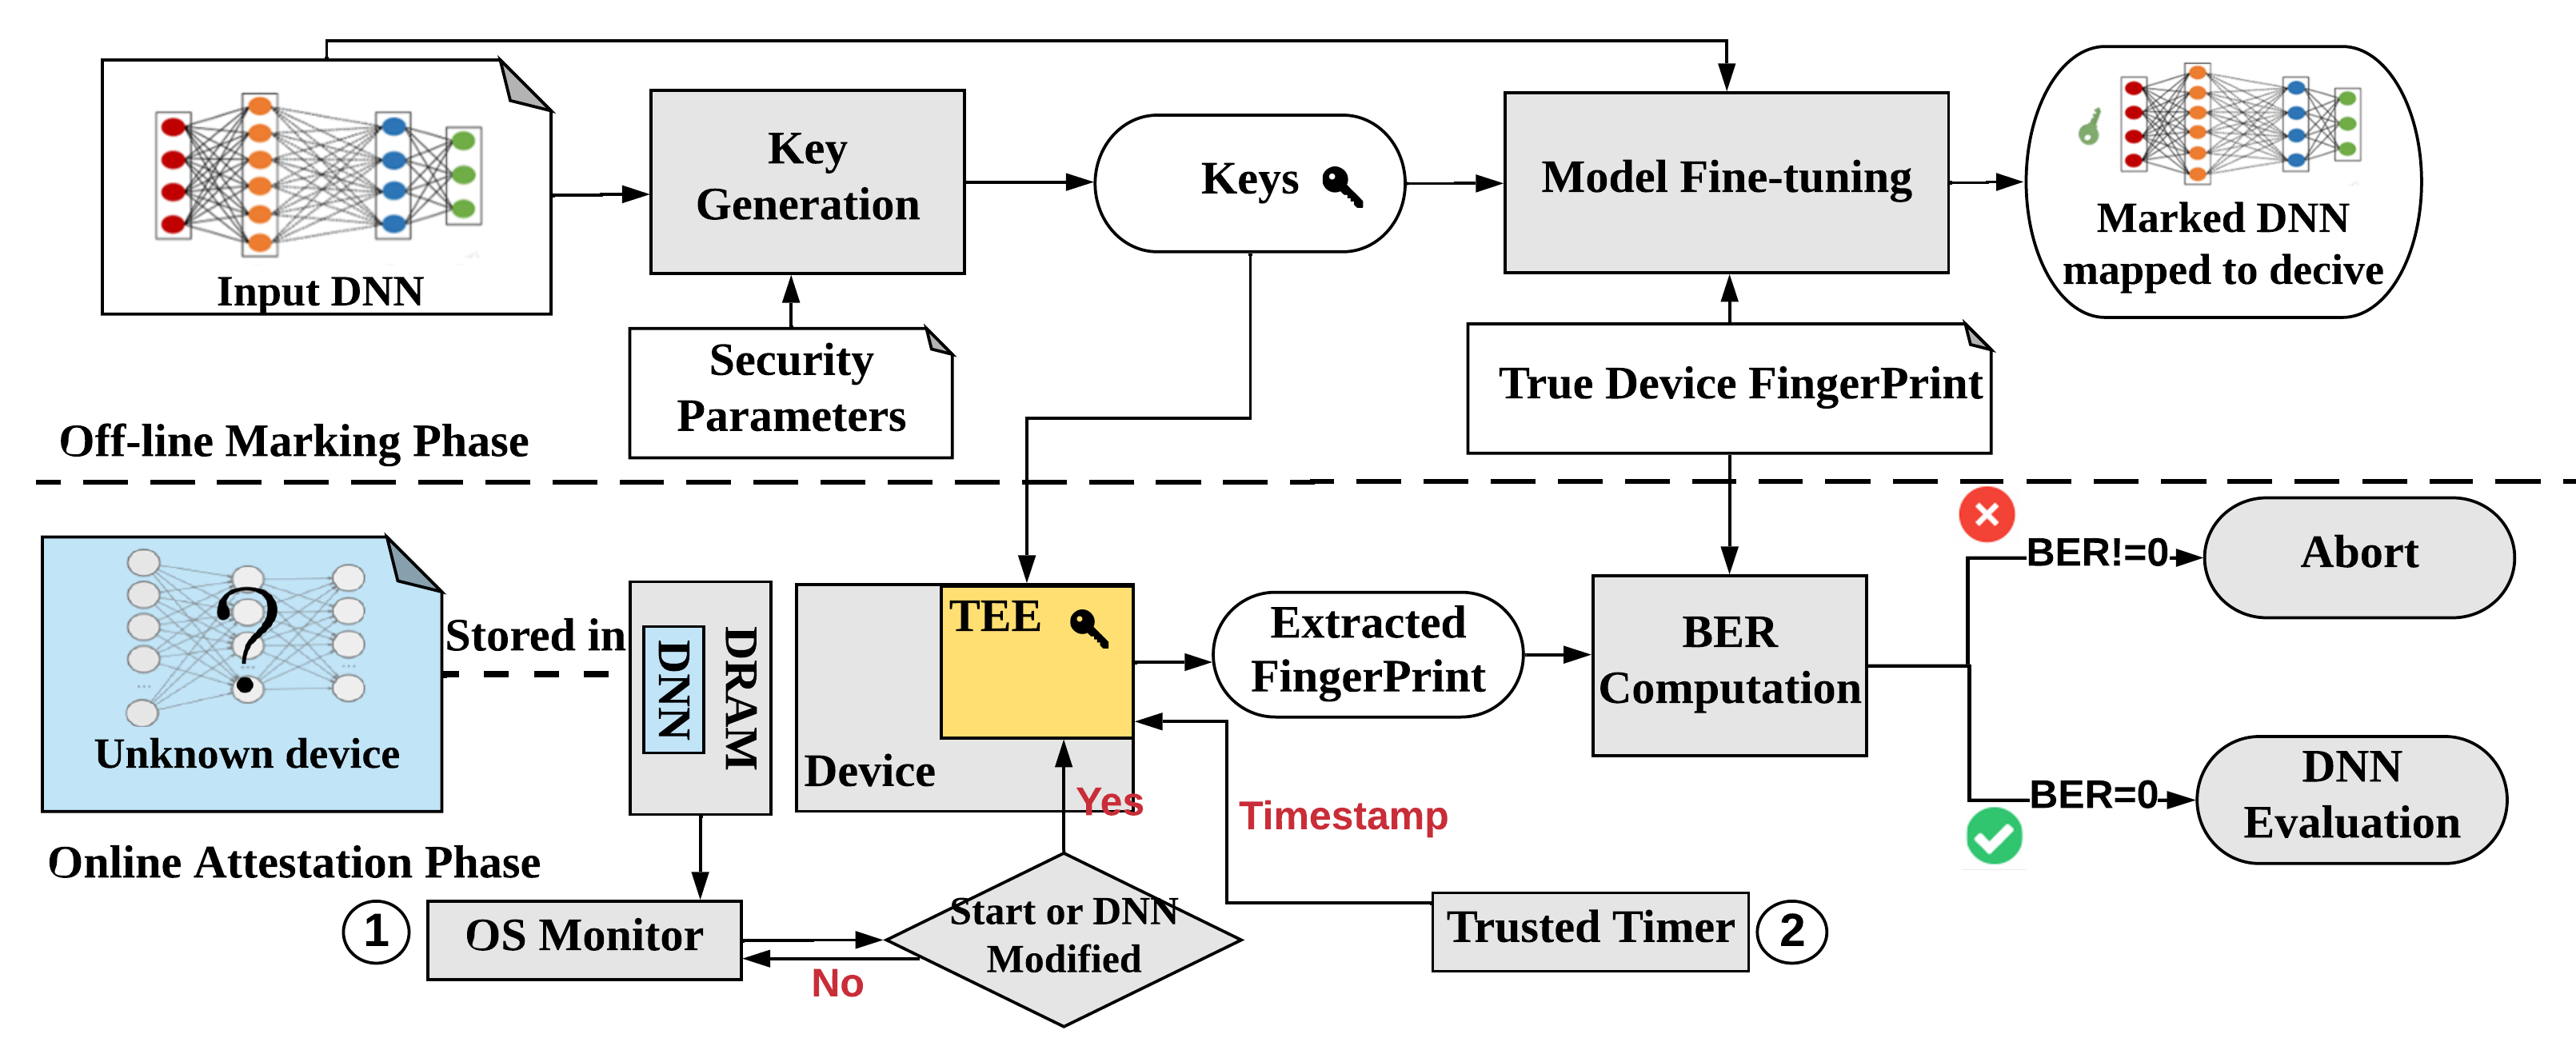 Input DNN
Key
Generation
Keys
Model Fine-tuning
Marked DNN
mapped to decive
Security
Parameters
True Device FingerPrint
Off-line Marking Phase
Unknown device
Stored in
DNN
DRAM
TEE
Device
Extracted
FingerPrint
BER
Computation
BER!=0
Abort
BER=0
DNN
Evaluation
Yes
Timestamp
Online Attestation Phase
1
OS Monitor
Start or DNN
Modified
No
Trusted Timer
2